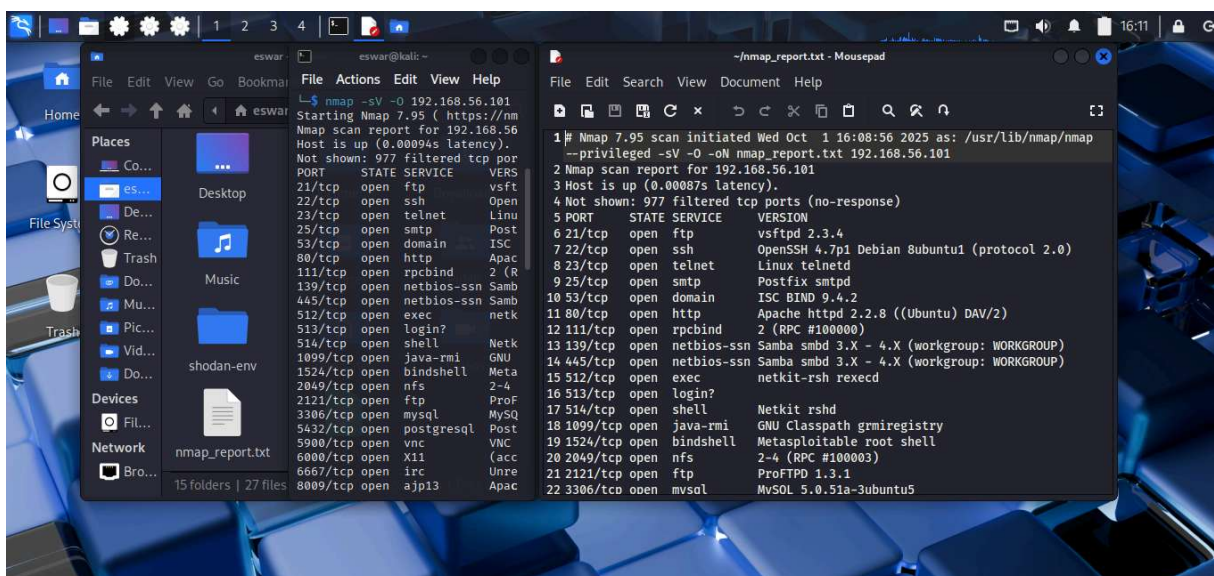 1 2 3 4 16:11
Home
File Syst
Trash
eswar
File Edit View Go Bookmar
eswar
Places
Co...
es...
De...
Re...
Trash
Do...
Mu...
Pic...
Vid...
Do...
Devices
Fil...
Network
Bro...
Desktop
Music
shodan-env
nmap_report.txt
15 folders | 27 files
eswar@kali: ~
File Actions Edit View Help
└─$ nmap -sV -O 192.168.56.101
Starting Nmap 7.95 ( https://nm
Nmap scan report for 192.168.56
Host is up (0.00094s latency).
Not shown: 977 filtered tcp por
PORT STATE SERVICE VERS
21/tcp open ftp vsft
22/tcp open ssh Open
23/tcp open telnet Linu
25/tcp open smtp Post
53/tcp open domain ISC
80/tcp open http Apac
111/tcp open rpcbind 2 (R
139/tcp open netbios-ssn Samb
445/tcp open netbios-ssn Samb
512/tcp open exec netk
513/tcp open login?
514/tcp open shell Netk
1099/tcp open java-rmi GNU
1524/tcp open bindshell Meta
2049/tcp open nfs 2-4
2121/tcp open ftp ProF
3306/tcp open mysql MySQ
5432/tcp open postgresql Post
5900/tcp open vnc VNC
6000/tcp open X11 (acc
6667/tcp open irc Unre
8009/tcp open ajp13 Apac
~/nmap_report.txt - Mousepad
File Edit Search View Document Help
1 # Nmap 7.95 scan initiated Wed Oct 1 16:08:56 2025 as: /usr/lib/nmap/nmap
--privileged -sV -O -oN nmap_report.txt 192.168.56.101
2 Nmap scan report for 192.168.56.101
3 Host is up (0.00087s latency).
4 Not shown: 977 filtered tcp ports (no-response)
5 PORT STATE SERVICE VERSION
6 21/tcp open ftp vsftpd 2.3.4
7 22/tcp open ssh OpenSSH 4.7p1 Debian 8ubuntu1 (protocol 2.0)
8 23/tcp open telnet Linux telnetd
9 25/tcp open smtp Postfix smtpd
10 53/tcp open domain ISC BIND 9.4.2
11 80/tcp open http Apache httpd 2.2.8 ((Ubuntu) DAV/2)
12 111/tcp open rpcbind 2 (RPC #100000)
13 139/tcp open netbios-ssn Samba smbd 3.X - 4.X (workgroup: WORKGROUP)
14 445/tcp open netbios-ssn Samba smbd 3.X - 4.X (workgroup: WORKGROUP)
15 512/tcp open exec netkit-rsh rexecd
16 513/tcp open login?
17 514/tcp open shell Netkit rshd
18 1099/tcp open java-rmi GNU Classpath grmiregistry
19 1524/tcp open bindshell Metasploitable root shell
20 2049/tcp open nfs 2-4 (RPC #100003)
21 2121/tcp open ftp ProFTPD 1.3.1
22 3306/tcp open mysql MySQL 5.0.51a-3ubuntu5